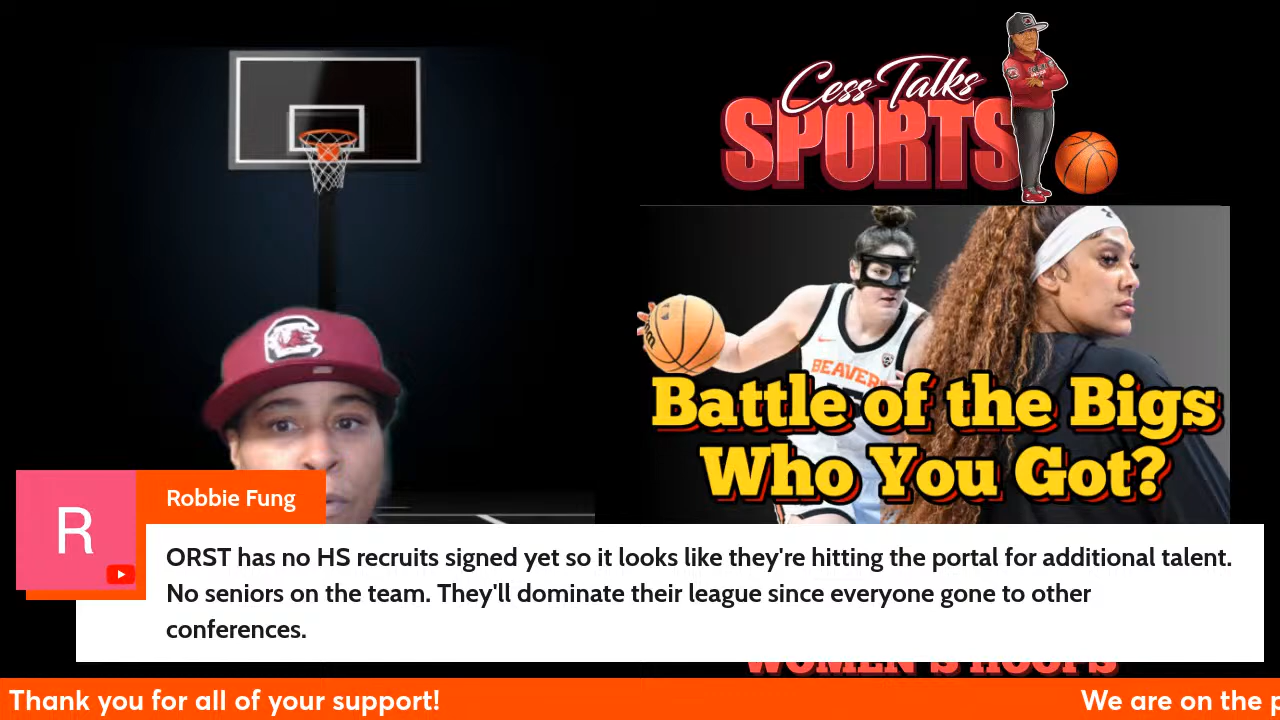 Cess Talks
SPORTS
BEAVERS
Battle of the Bigs
Who You Got?
R
Robbie Fung
ORST has no HS recruits signed yet so it looks like they're hitting the portal for additional talent.
No seniors on the team. They'll dominate their league since everyone gone to other
conferences.
WOMEN'S HOOPS
Thank you for all of your support!
We are on the p